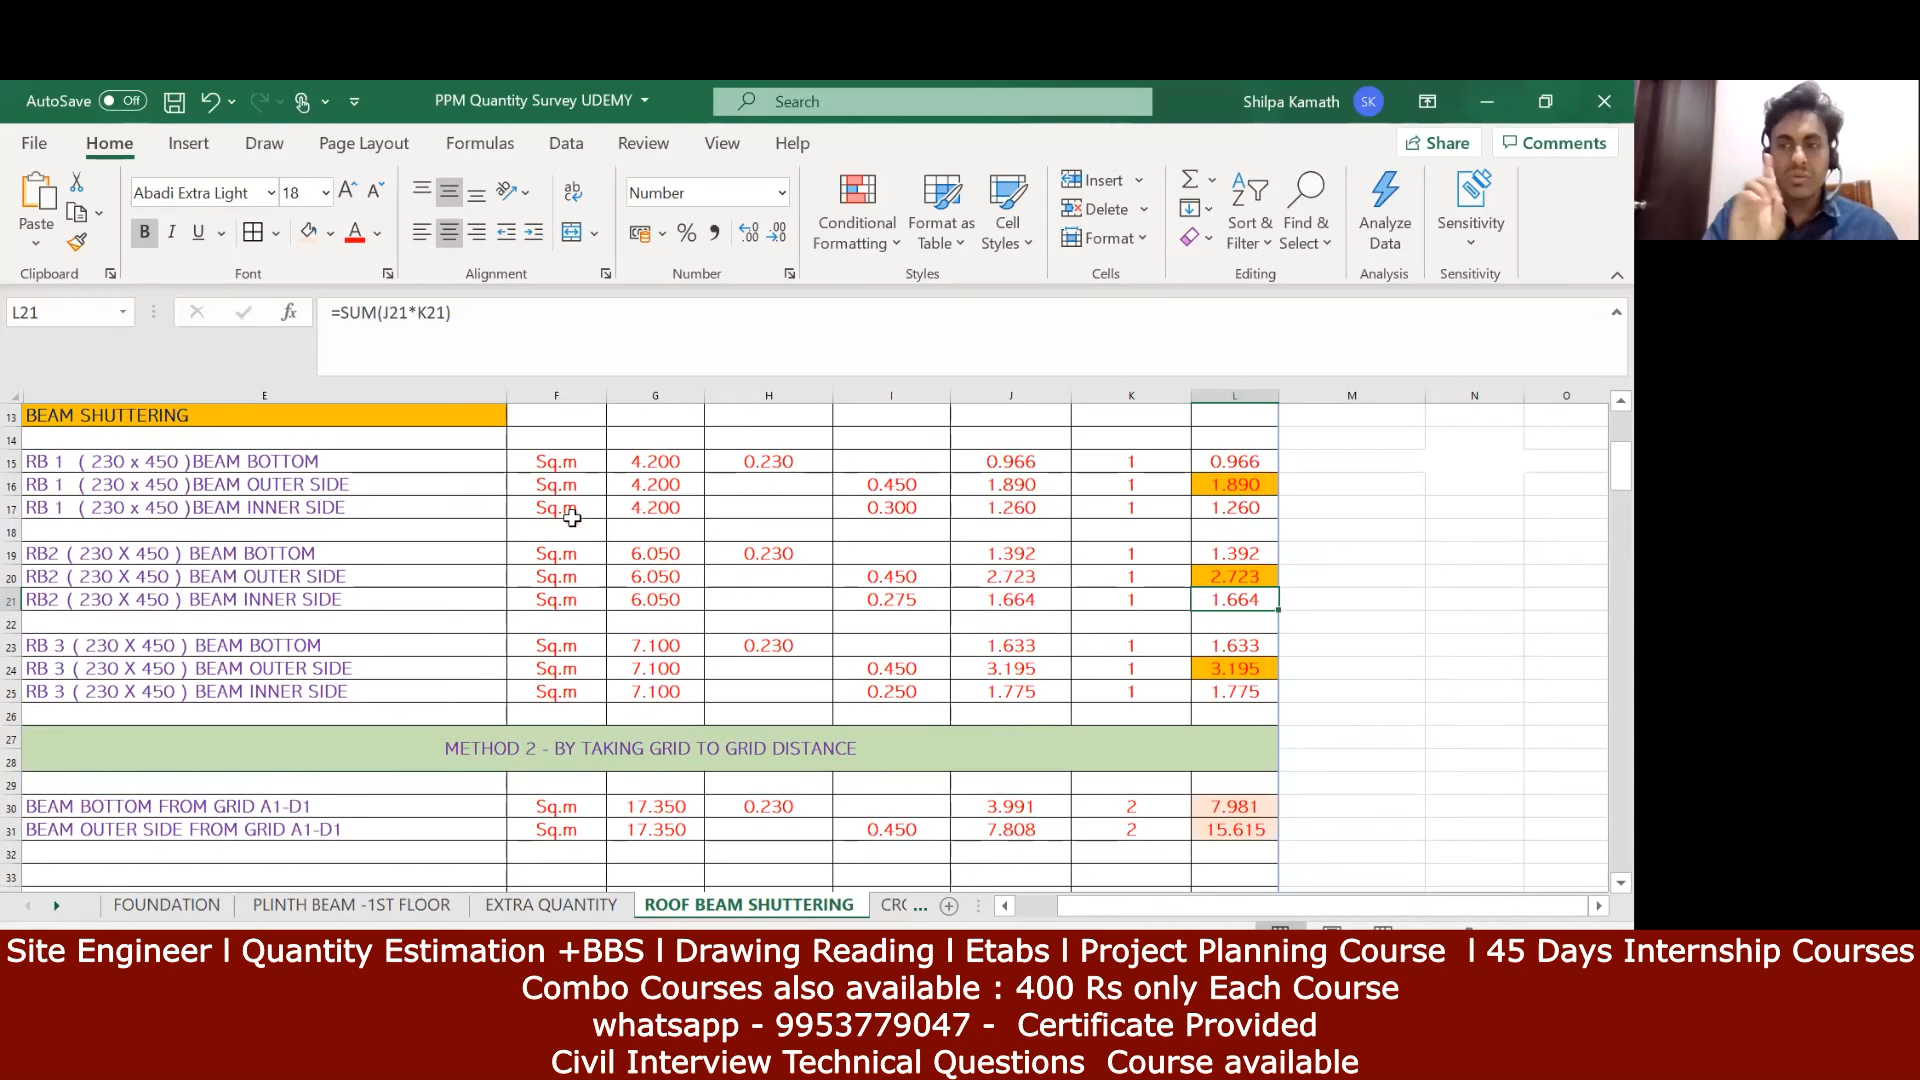 AutoSave Off PPM Quantity Survey UDEMY Search Shilpa Kamath SK
File Home Insert Draw Page Layout Formulas Data Review View Help Share Comments
Paste Abadi Extra Light 18 A A ab Number Conditional Formatting Format as Table Cell Styles Insert Delete Format Sort & Filter Find & Select Analyze Data Sensitivity
B I U A % 
Clipboard Font Alignment Number Styles Cells Editing Analysis Sensitivity
L21 fx =SUM(J21*K21)
E F G H I J K L M N O
13 BEAM SHUTTERING
14
15 RB 1 ( 230 x 450 )BEAM BOTTOM Sq.m 4.200 0.230 0.966 1 0.966
16 RB 1 ( 230 x 450 )BEAM OUTER SIDE Sq.m 4.200 0.450 1.890 1 1.890
17 RB 1 ( 230 x 450 )BEAM INNER SIDE Sq.m 4.200 0.300 1.260 1 1.260
18
19 RB2 ( 230 X 450 ) BEAM BOTTOM Sq.m 6.050 0.230 1.392 1 1.392
20 RB2 ( 230 X 450 ) BEAM OUTER SIDE Sq.m 6.050 0.450 2.723 1 2.723
21 RB2 ( 230 X 450 ) BEAM INNER SIDE Sq.m 6.050 0.275 1.664 1 1.664
22
23 RB 3 ( 230 X 450 ) BEAM BOTTOM Sq.m 7.100 0.230 1.633 1 1.633
24 RB 3 ( 230 X 450 ) BEAM OUTER SIDE Sq.m 7.100 0.450 3.195 1 3.195
25 RB 3 ( 230 X 450 ) BEAM INNER SIDE Sq.m 7.100 0.250 1.775 1 1.775
26
27 METHOD 2 - BY TAKING GRID TO GRID DISTANCE
28
29
30 BEAM BOTTOM FROM GRID A1-D1 Sq.m 17.350 0.230 3.991 2 7.981
31 BEAM OUTER SIDE FROM GRID A1-D1 Sq.m 17.350 0.450 7.808 2 15.615
32
33
FOUNDATION PLINTH BEAM -1ST FLOOR EXTRA QUANTITY ROOF BEAM SHUTTERING CRC ...
Site Engineer l Quantity Estimation +BBS l Drawing Reading l Etabs l Project Planning Course l 45 Days Internship Courses
Combo Courses also available : 400 Rs only Each Course
whatsapp - 9953779047 - Certificate Provided
Civil Interview Technical Questions Course available